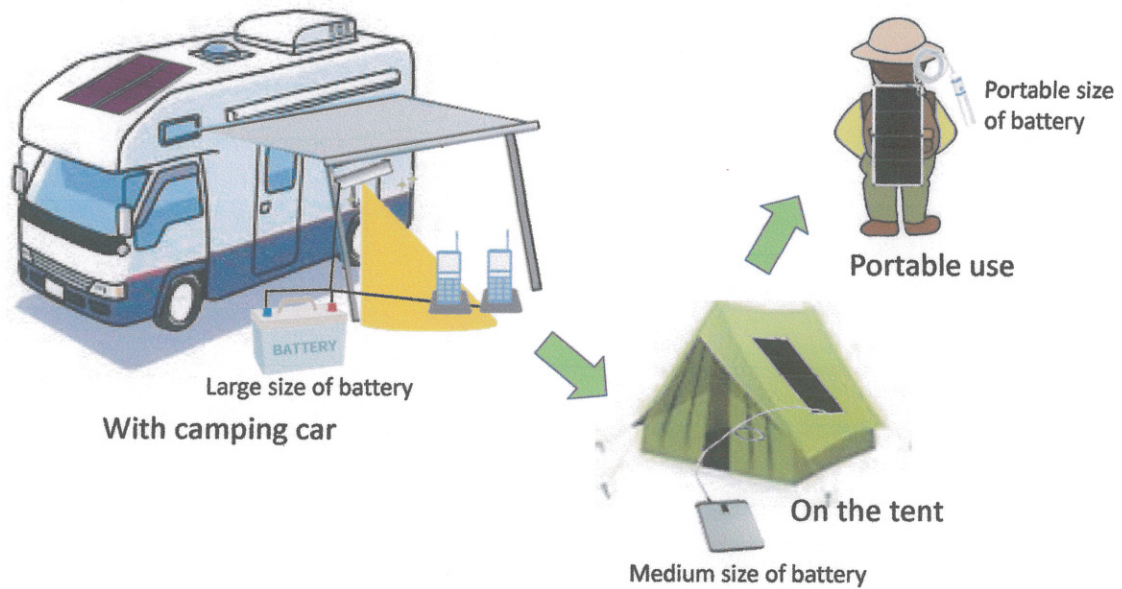 Portable size
of battery
Portable use
BATTERY
Large size of battery
With camping car
On the tent
Medium size of battery